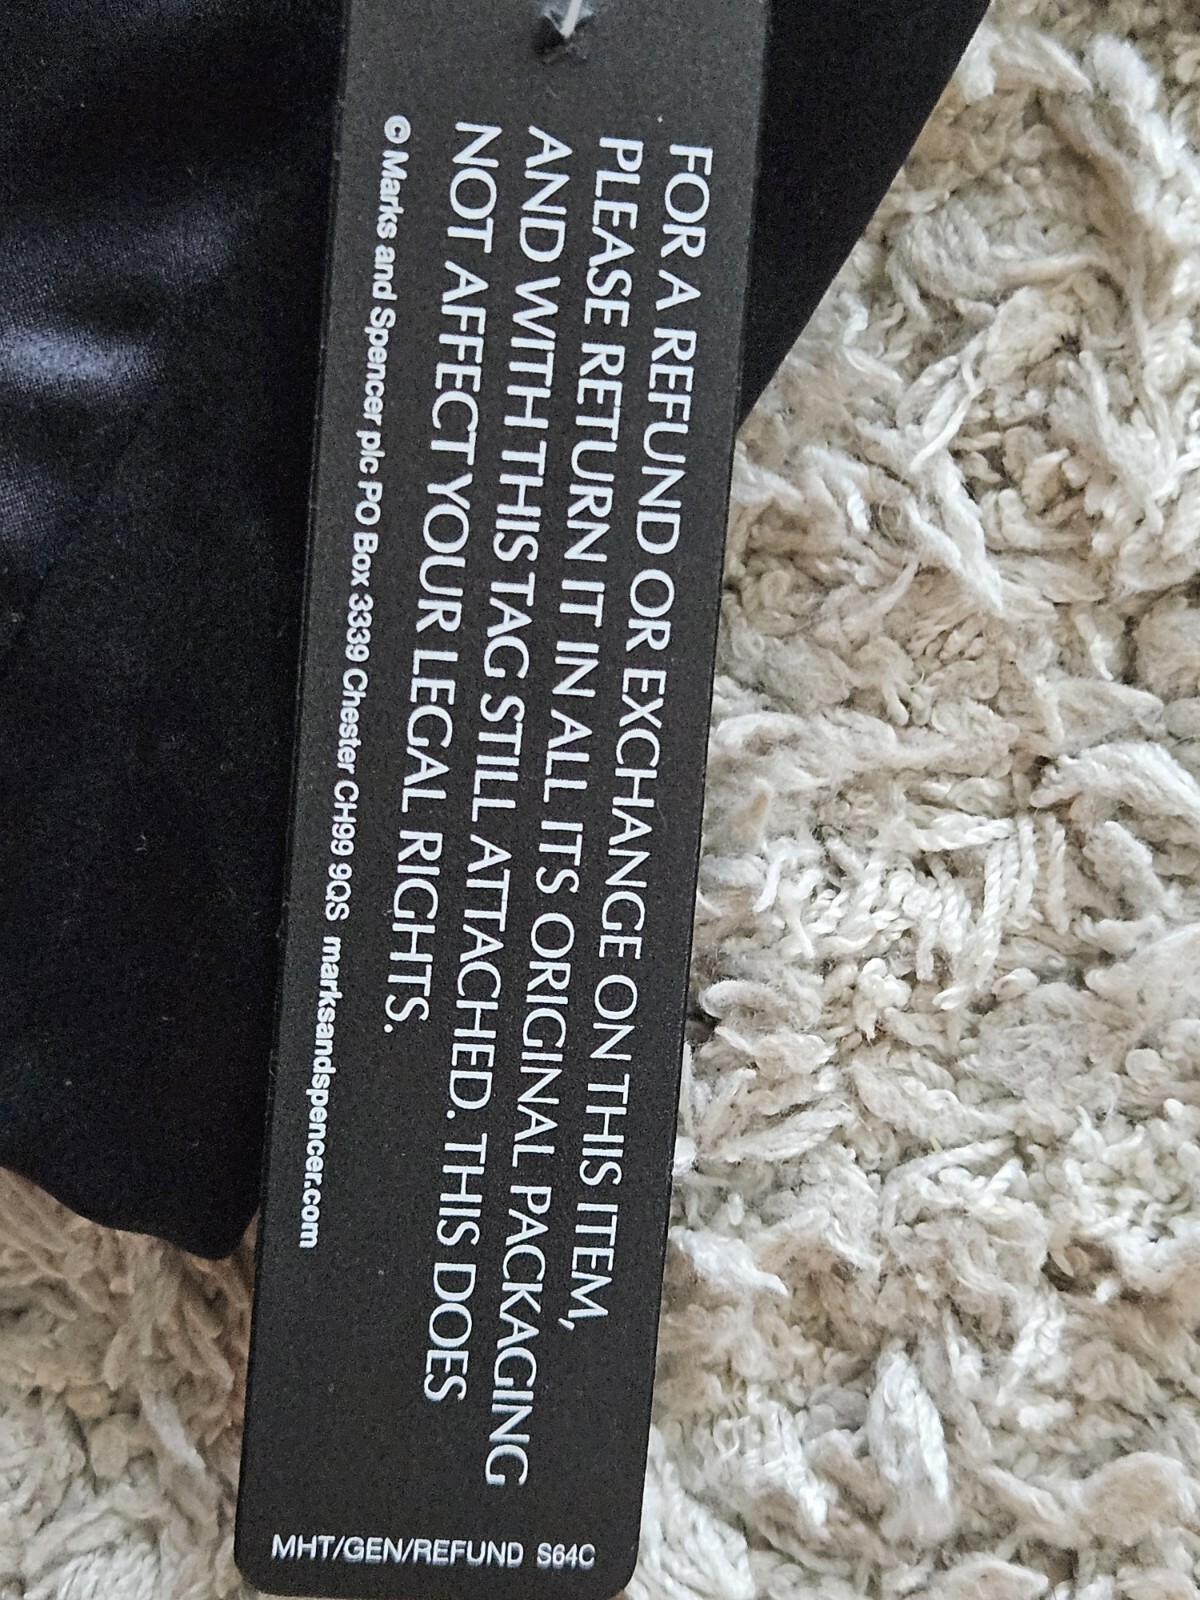 FOR A REFUND OR EXCHANGE ON THIS ITEM,
PLEASE RETURN IT IN ALL ITS ORIGINAL PACKAGING
AND WITH THIS TAG STILL ATTACHED. THIS DOES
NOT AFFECT YOUR LEGAL RIGHTS.
© Marks and Spencer plc PO Box 3339 Chester CH99 9QS marksandspencer.com
MHT/GEN/REFUND S64C